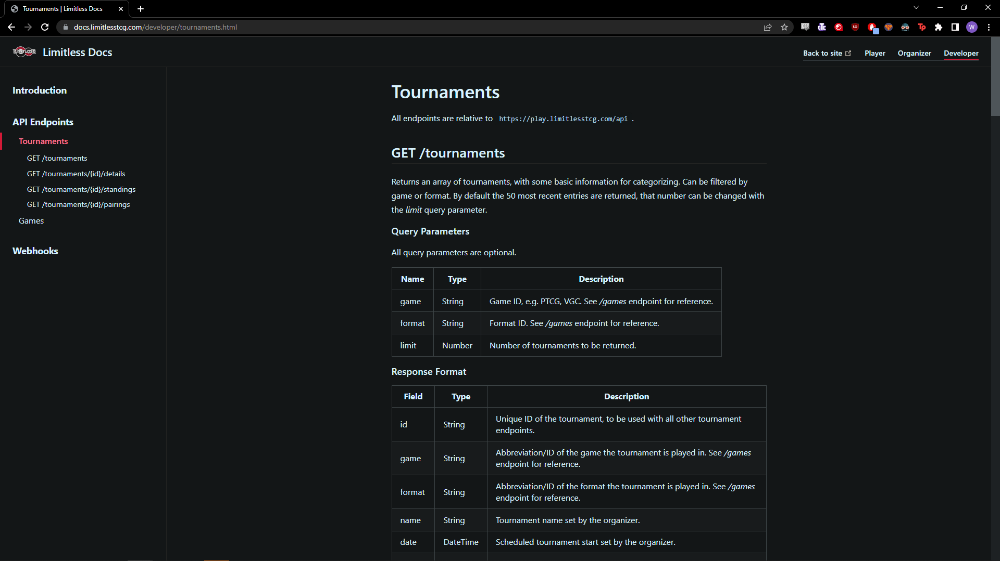 Tournaments | Limitless Docs
docs.limitlesstcg.com/developer/tournaments.html
LIMITLESS
Limitless Docs
Back to site
Player
Organizer
Developer
Introduction
API Endpoints
Tournaments
GET /tournaments
GET /tournaments/{id}/details
GET /tournaments/{id}/standings
GET /tournaments/{id}/pairings
Games
Webhooks
Tournaments
All endpoints are relative to https://play.limitlesstcg.com/api .
GET /tournaments
Returns an array of tournaments, with some basic information for categorizing. Can be filtered by
game or format. By default the 50 most recent entries are returned, that number can be changed with
the limit query parameter.
Query Parameters
All query parameters are optional.
Name Type Description
game String Game ID, e.g. PTCG, VGC. See /games endpoint for reference.
format String Format ID. See /games endpoint for reference.
limit Number Number of tournaments to be returned.
Response Format
Field Type Description
id String Unique ID of the tournament, to be used with all other tournament
endpoints.
game String Abbreviation/ID of the game the tournament is played in. See /games
endpoint for reference.
format String Abbreviation/ID of the format the tournament is played in. See /games
endpoint for reference.
name String Tournament name set by the organizer.
date DateTime Scheduled tournament start set by the organizer.